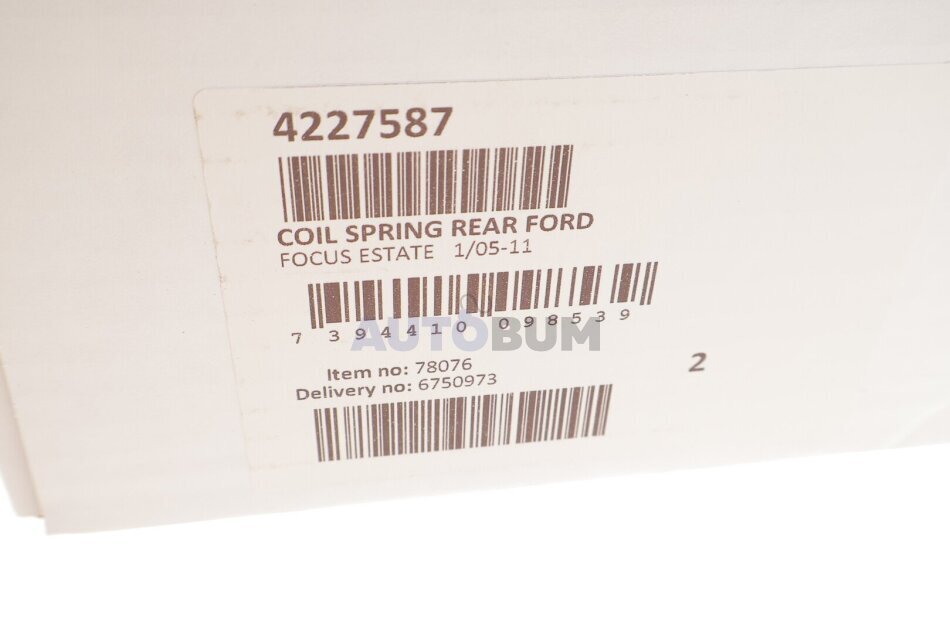 4227587
COIL SPRING REAR FORD
FOCUS ESTATE 1/05-11
7 394410 098539
AUTOBUM
Item no: 78076
2
Delivery no: 6750973